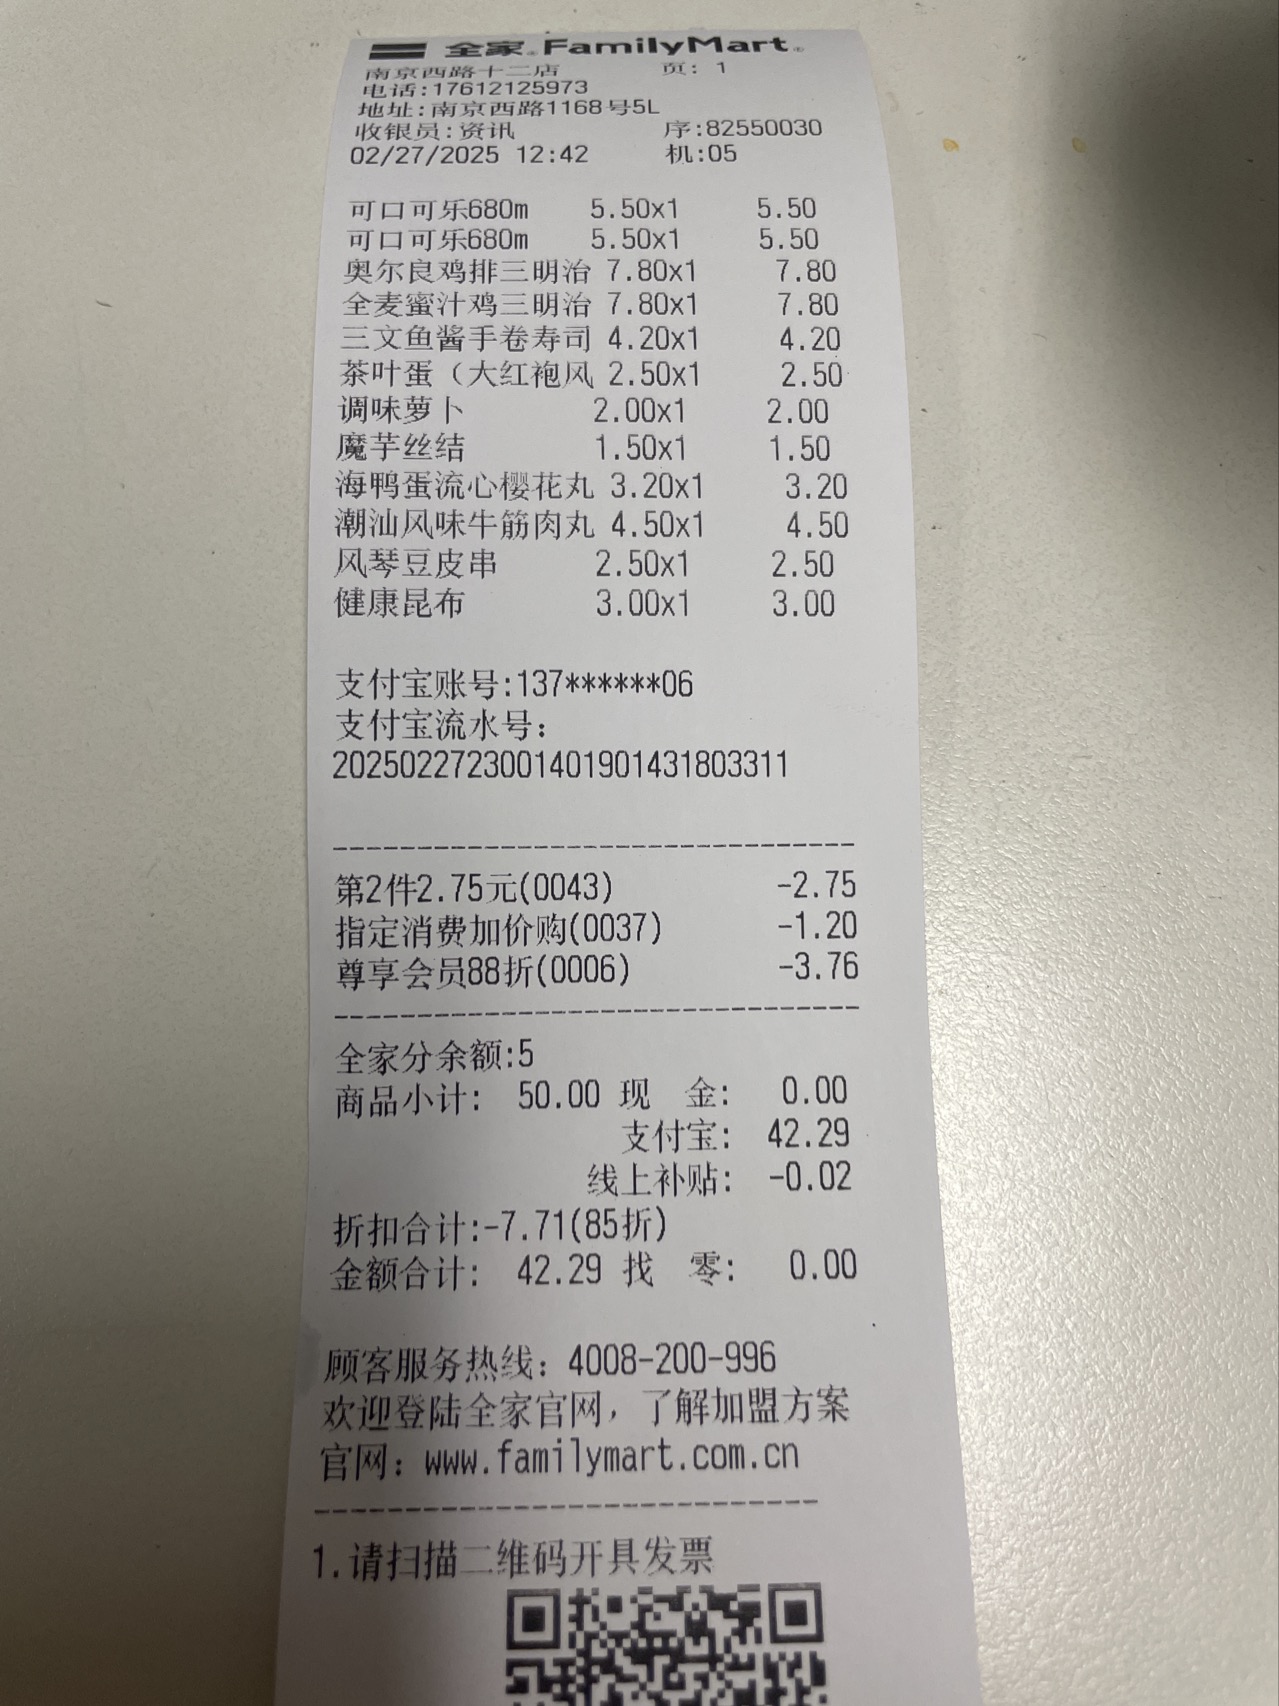 全家 FamilyMart
南京西路十二店 页: 1
电话:17612125973
地址:南京西路1168号5L
收银员:资讯 序:82550030
02/27/2025 12:42 机:05
可口可乐680m 5.50x1 5.50
可口可乐680m 5.50x1 5.50
奥尔良鸡排三明治 7.80x1 7.80
全麦蜜汁鸡三明治 7.80x1 7.80
三文鱼酱手卷寿司 4.20x1 4.20
茶叶蛋（大红袍风 2.50x1 2.50
调味萝卜 2.00x1 2.00
魔芋丝结 1.50x1 1.50
海鸭蛋流心樱花丸 3.20x1 3.20
潮汕风味牛筋肉丸 4.50x1 4.50
风琴豆皮串 2.50x1 2.50
健康昆布 3.00x1 3.00
支付宝账号:137******06
支付宝流水号:
2025022723001401901431803311
第2件2.75元(0043) -2.75
指定消费加价购(0037) -1.20
尊享会员88折(0006) -3.76
全家分余额:5
商品小计: 50.00 现 金: 0.00
支付宝: 42.29
线上补贴: -0.02
折扣合计:-7.71(85折)
金额合计: 42.29 找 零: 0.00
顾客服务热线: 4008-200-996
欢迎登陆全家官网，了解加盟方案
官网: www.familymart.com.cn
1.请扫描二维码开具发票